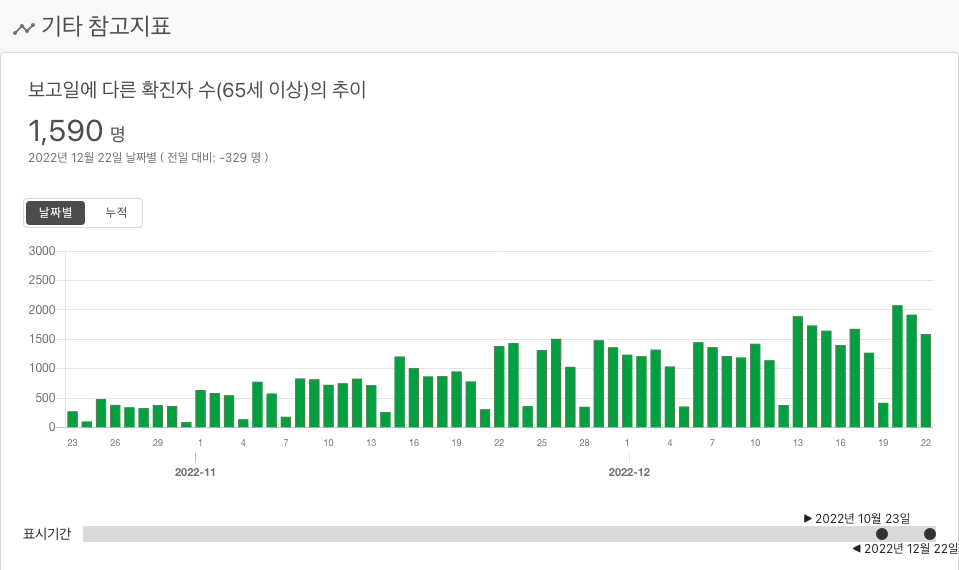 기타 참고지표
보고일에 다른 확진자 수(65세 이상)의 추이
1,590 명
2022년 12월 22일 날짜별 ( 전일 대비: -329 명 )
날짜별 누적
3000
2500
2000
1500
1000
500
0
23 26 29 1 4 7 10 13 16 19 22 25 28 1 4 7 10 13 16 19 22
2022-11 2022-12
▶ 2022년 10월 23일
표시기간
◀ 2022년 12월 22일